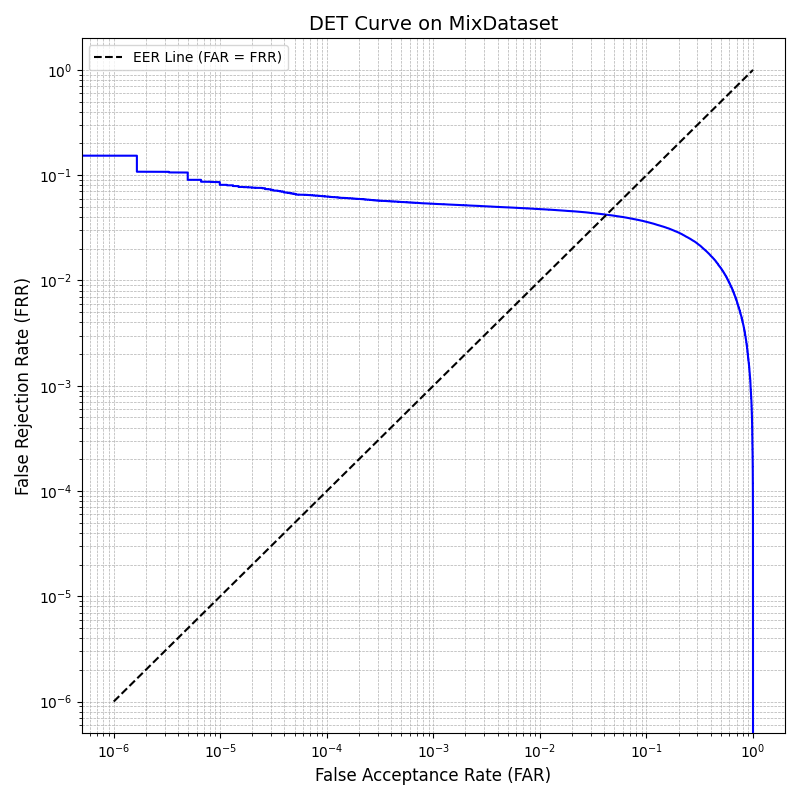 DET Curve on MixDataset
EER Line (FAR = FRR)
False Rejection Rate (FRR)
10⁰
10⁻¹
10⁻²
10⁻³
10⁻⁴
10⁻⁵
10⁻⁶
10⁻⁶ 10⁻⁵ 10⁻⁴ 10⁻³ 10⁻² 10⁻¹ 10⁰
False Acceptance Rate (FAR)